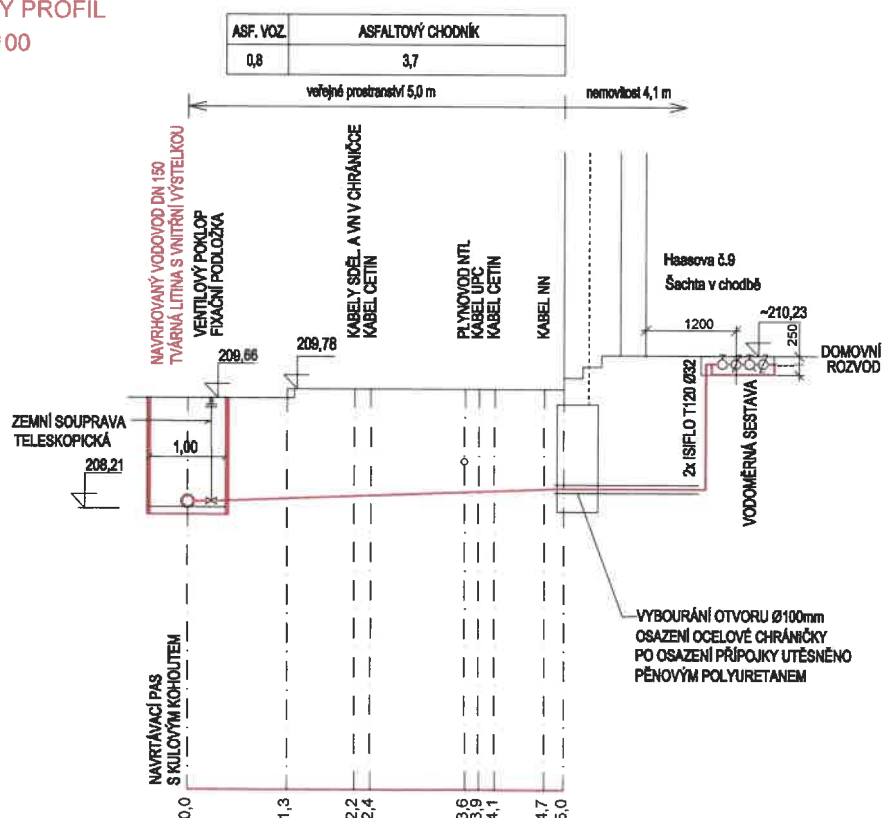 Y PROFIL
00
ASF. VOZ. ASFALTOVÝ CHODNÍK
0,8 3,7
veřejné prostranství 5,0 m
nemovitost 4,1 m
NAVRHOVANÝ VODOVOD DN 150
TVÁRNÁ LITINA S VNITŘNÍ VÝSTELKOU
VENTILOVÝ POKLOP
FIXAČNÍ PODLOŽKA
KABELY SDĚL. A VN V CHRÁNIČCE
KABEL CETIN
PLYNOVOD NTL
KABEL UPC
KABEL CETIN
KABEL NN
Haasova č.9
Šachta v chodbě
~210,23
1200
250
DOMOVNÍ
ROZVOD
209,66
209,78
ZEMNÍ SOUPRAVA
TELESKOPICKÁ
1,00
208,21
2x ISIFLO T120 Ø32
VODOMĚRNÁ SESTAVA
VYBOURÁNÍ OTVORU Ø100mm
OSAZENÍ OCELOVÉ CHRÁNIČKY
PO OSAZENÍ PŘÍPOJKY UTĚSNĚNO
PĚNOVÝM POLYURETANEM
NAVRTÁVACÍ PAS
S KULOVÝM KOHOUTEM
0,0
1,3
2,2
2,4
3,6
3,9
4,1
4,7
5,0